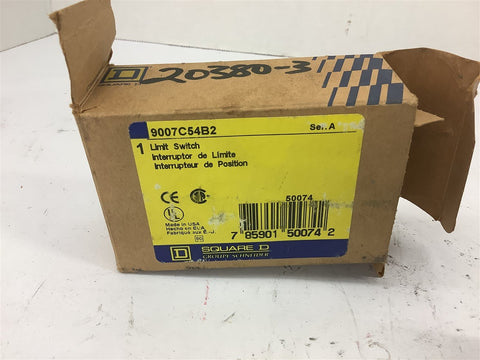 SQUARE D
20380-3
9007C54B2 Ser. A
1 Limit Switch
Interruptor de Limite
Interrupteur de Position
CE
50074
Made in USA
Hecho en EUA
Fabrique aux E.-U.
7 85901 50074 2
SQUARE D
GROUPE SCHNEIDER